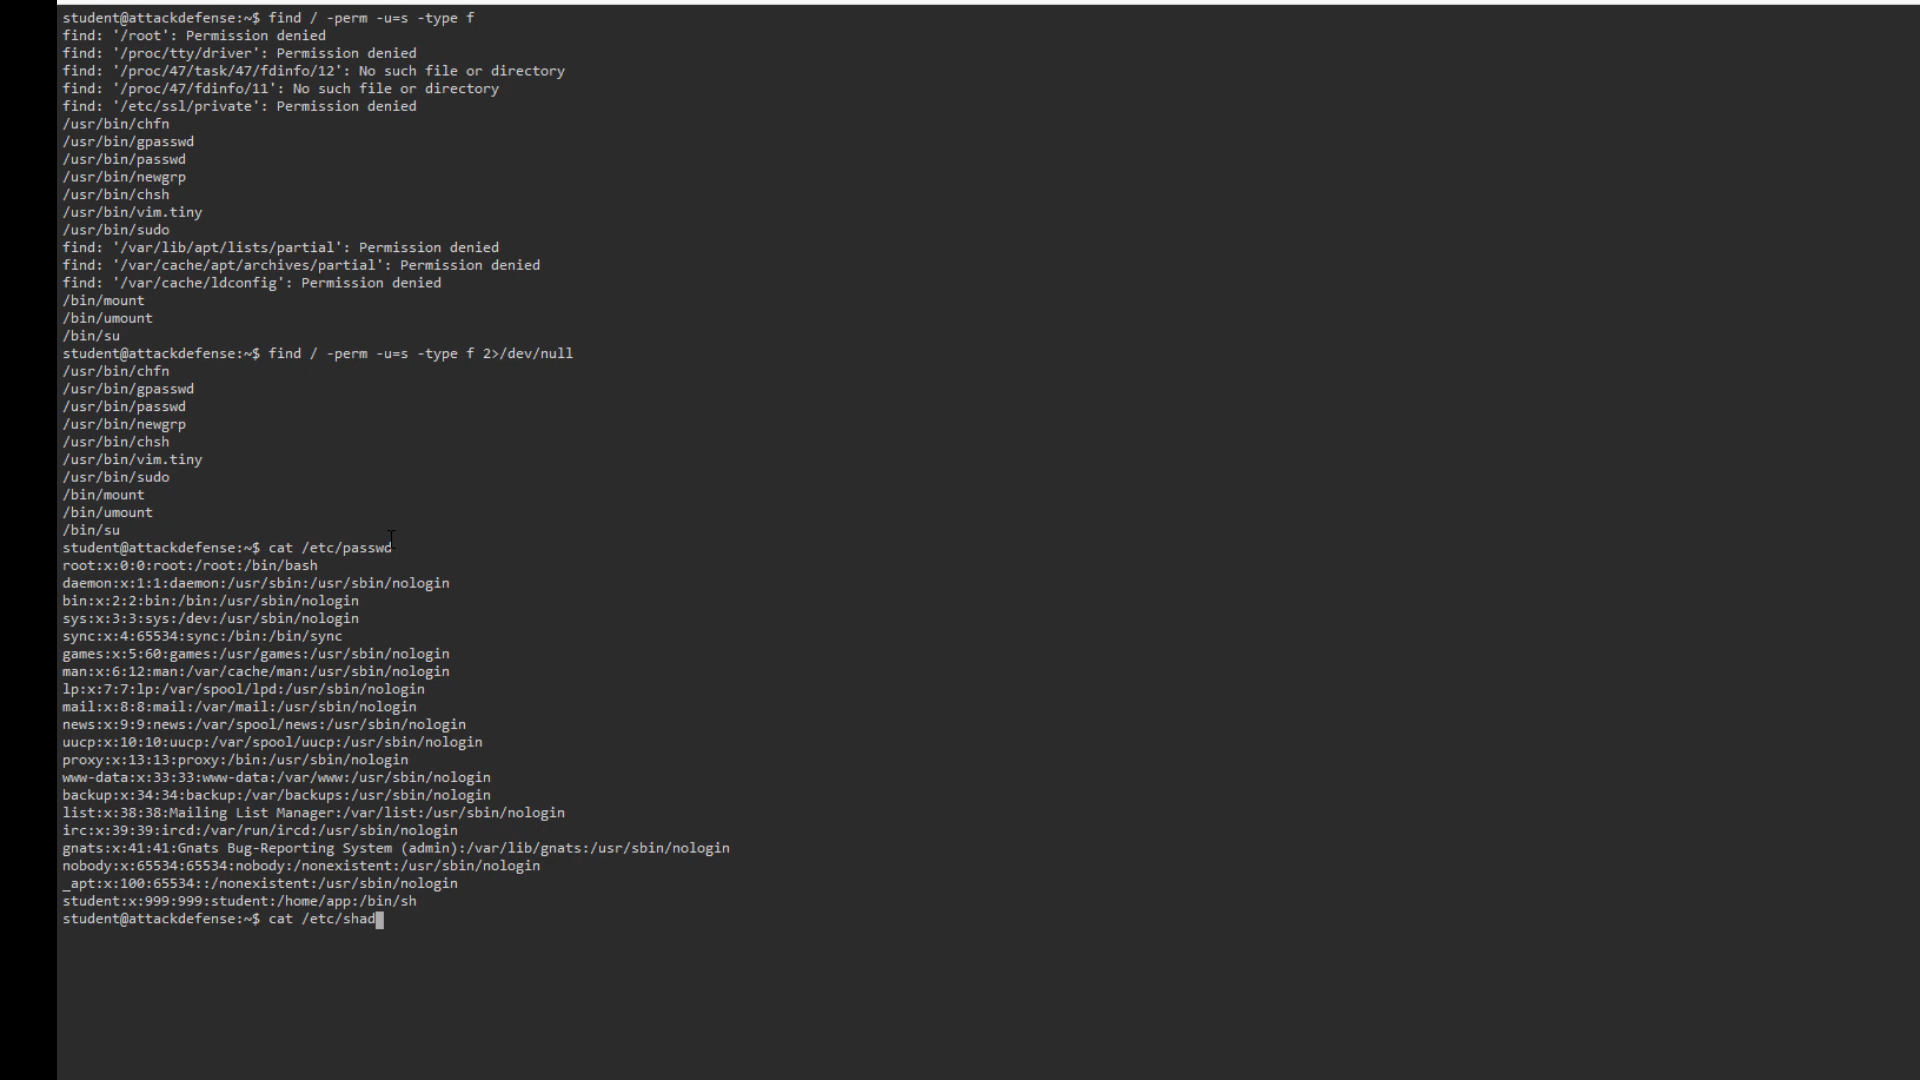 student@attackdefense:~$ find / -perm -u=s -type f
find: '/root': Permission denied
find: '/proc/tty/driver': Permission denied
find: '/proc/47/task/47/fdinfo/12': No such file or directory
find: '/proc/47/fdinfo/11': No such file or directory
find: '/etc/ssl/private': Permission denied
/usr/bin/chfn
/usr/bin/gpasswd
/usr/bin/passwd
/usr/bin/newgrp
/usr/bin/chsh
/usr/bin/vim.tiny
/usr/bin/sudo
find: '/var/lib/apt/lists/partial': Permission denied
find: '/var/cache/apt/archives/partial': Permission denied
find: '/var/cache/ldconfig': Permission denied
/bin/mount
/bin/umount
/bin/su
student@attackdefense:~$ find / -perm -u=s -type f 2>/dev/null
/usr/bin/chfn
/usr/bin/gpasswd
/usr/bin/passwd
/usr/bin/newgrp
/usr/bin/chsh
/usr/bin/vim.tiny
/usr/bin/sudo
/bin/mount
/bin/umount
/bin/su
student@attackdefense:~$ cat /etc/passwd
root:x:0:0:root:/root:/bin/bash
daemon:x:1:1:daemon:/usr/sbin:/usr/sbin/nologin
bin:x:2:2:bin:/bin:/usr/sbin/nologin
sys:x:3:3:sys:/dev:/usr/sbin/nologin
sync:x:4:65534:sync:/bin:/bin/sync
games:x:5:60:games:/usr/games:/usr/sbin/nologin
man:x:6:12:man:/var/cache/man:/usr/sbin/nologin
lp:x:7:7:lp:/var/spool/lpd:/usr/sbin/nologin
mail:x:8:8:mail:/var/mail:/usr/sbin/nologin
news:x:9:9:news:/var/spool/news:/usr/sbin/nologin
uucp:x:10:10:uucp:/var/spool/uucp:/usr/sbin/nologin
proxy:x:13:13:proxy:/bin:/usr/sbin/nologin
www-data:x:33:33:www-data:/var/www:/usr/sbin/nologin
backup:x:34:34:backup:/var/backups:/usr/sbin/nologin
list:x:38:38:Mailing List Manager:/var/list:/usr/sbin/nologin
irc:x:39:39:ircd:/var/run/ircd:/usr/sbin/nologin
gnats:x:41:41:Gnats Bug-Reporting System (admin):/var/lib/gnats:/usr/sbin/nologin
nobody:x:65534:65534:nobody:/nonexistent:/usr/sbin/nologin
_apt:x:100:65534::/nonexistent:/usr/sbin/nologin
student:x:999:999:student:/home/app:/bin/sh
student@attackdefense:~$ cat /etc/shad